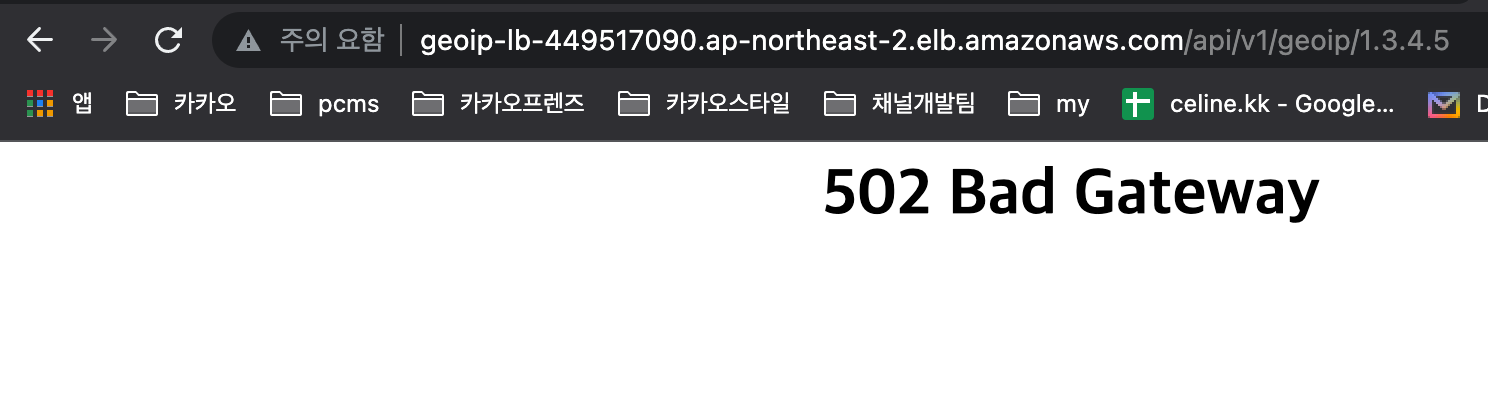 주의 요함 geoip-lb-449517090.ap-northeast-2.elb.amazonaws.com/api/v1/geoip/1.3.4.5
앱 카카오 pcms 카카오프렌즈 카카오스타일 채널개발팀 my celine.kk - Google... D
502 Bad Gateway